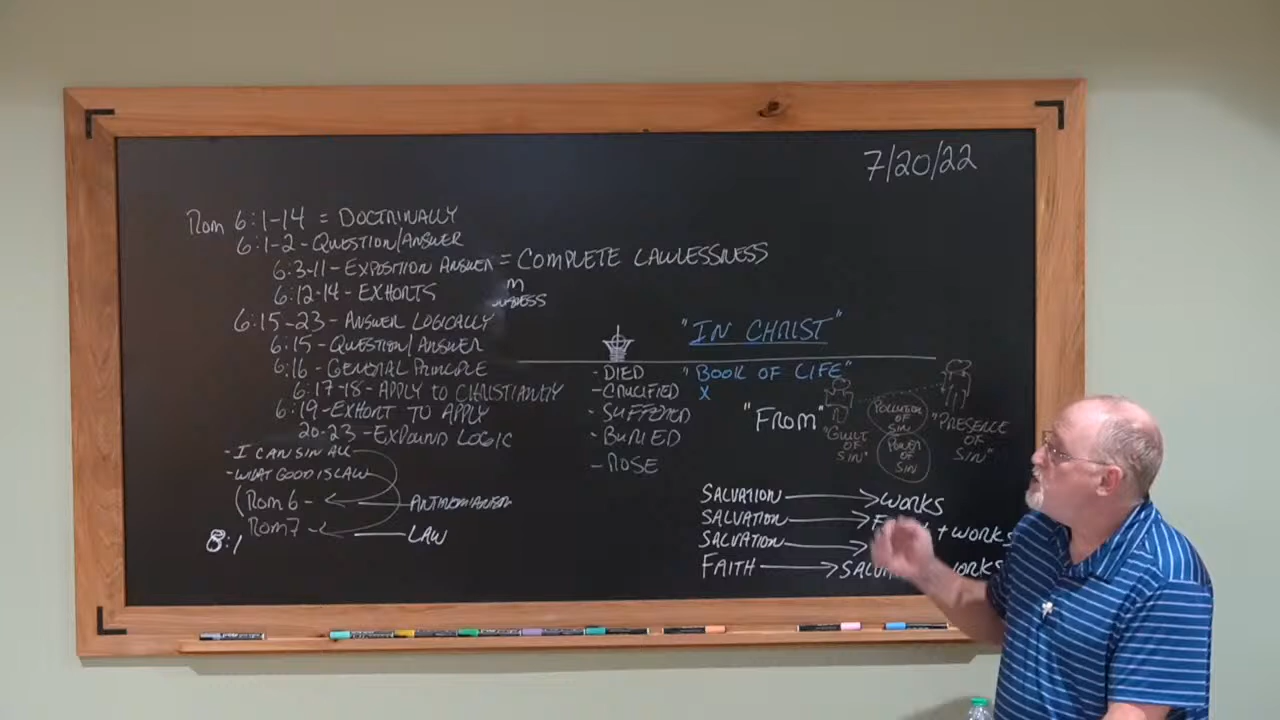 7/20/22
Rom 6:1-14 = DOCTRINALLY
6:1-2 - QUESTION/ANSWER
6:3-11 - EXPOSITION ANSWER = COMPLETE LAWLESSNESS
6:12-14 - EXHORTS
6:15-23 - ANSWER LOGICALLY
6:15 - QUESTION/ANSWER
6:16 - GENERAL PRINCIPLE
6:17-18 - APPLY TO CHRISTIANITY
6:19 - EXHORT TO APPLY
20-23 - EXPOUND LOGIC
- I CAN SIN ALL
- WHAT GOOD IS LAW
(Rom 6 - ANTINOMIANISM
Rom 7 - LAW
8:1
"IN CHRIST"
- DIED
- CRUCIFIED
- SUFFERED
- BURIED
- ROSE
"BOOK OF LIFE"
X
"FROM"
"GUILT OF SIN"
POLLUTION OF SIN
POWER OF SIN
"PRESENCE OF SIN"
SALVATION → WORKS
SALVATION → + WORKS
SALVATION →
FAITH →